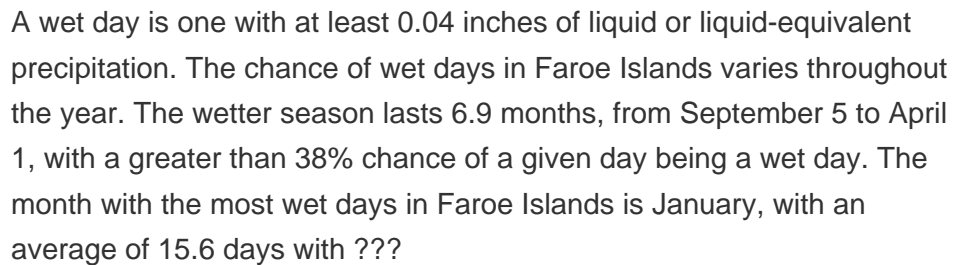 A wet day is one with at least 0.04 inches of liquid or liquid-equivalent
precipitation. The chance of wet days in Faroe Islands varies throughout
the year. The wetter season lasts 6.9 months, from September 5 to April
1, with a greater than 38% chance of a given day being a wet day. The
month with the most wet days in Faroe Islands is January, with an
average of 15.6 days with ???